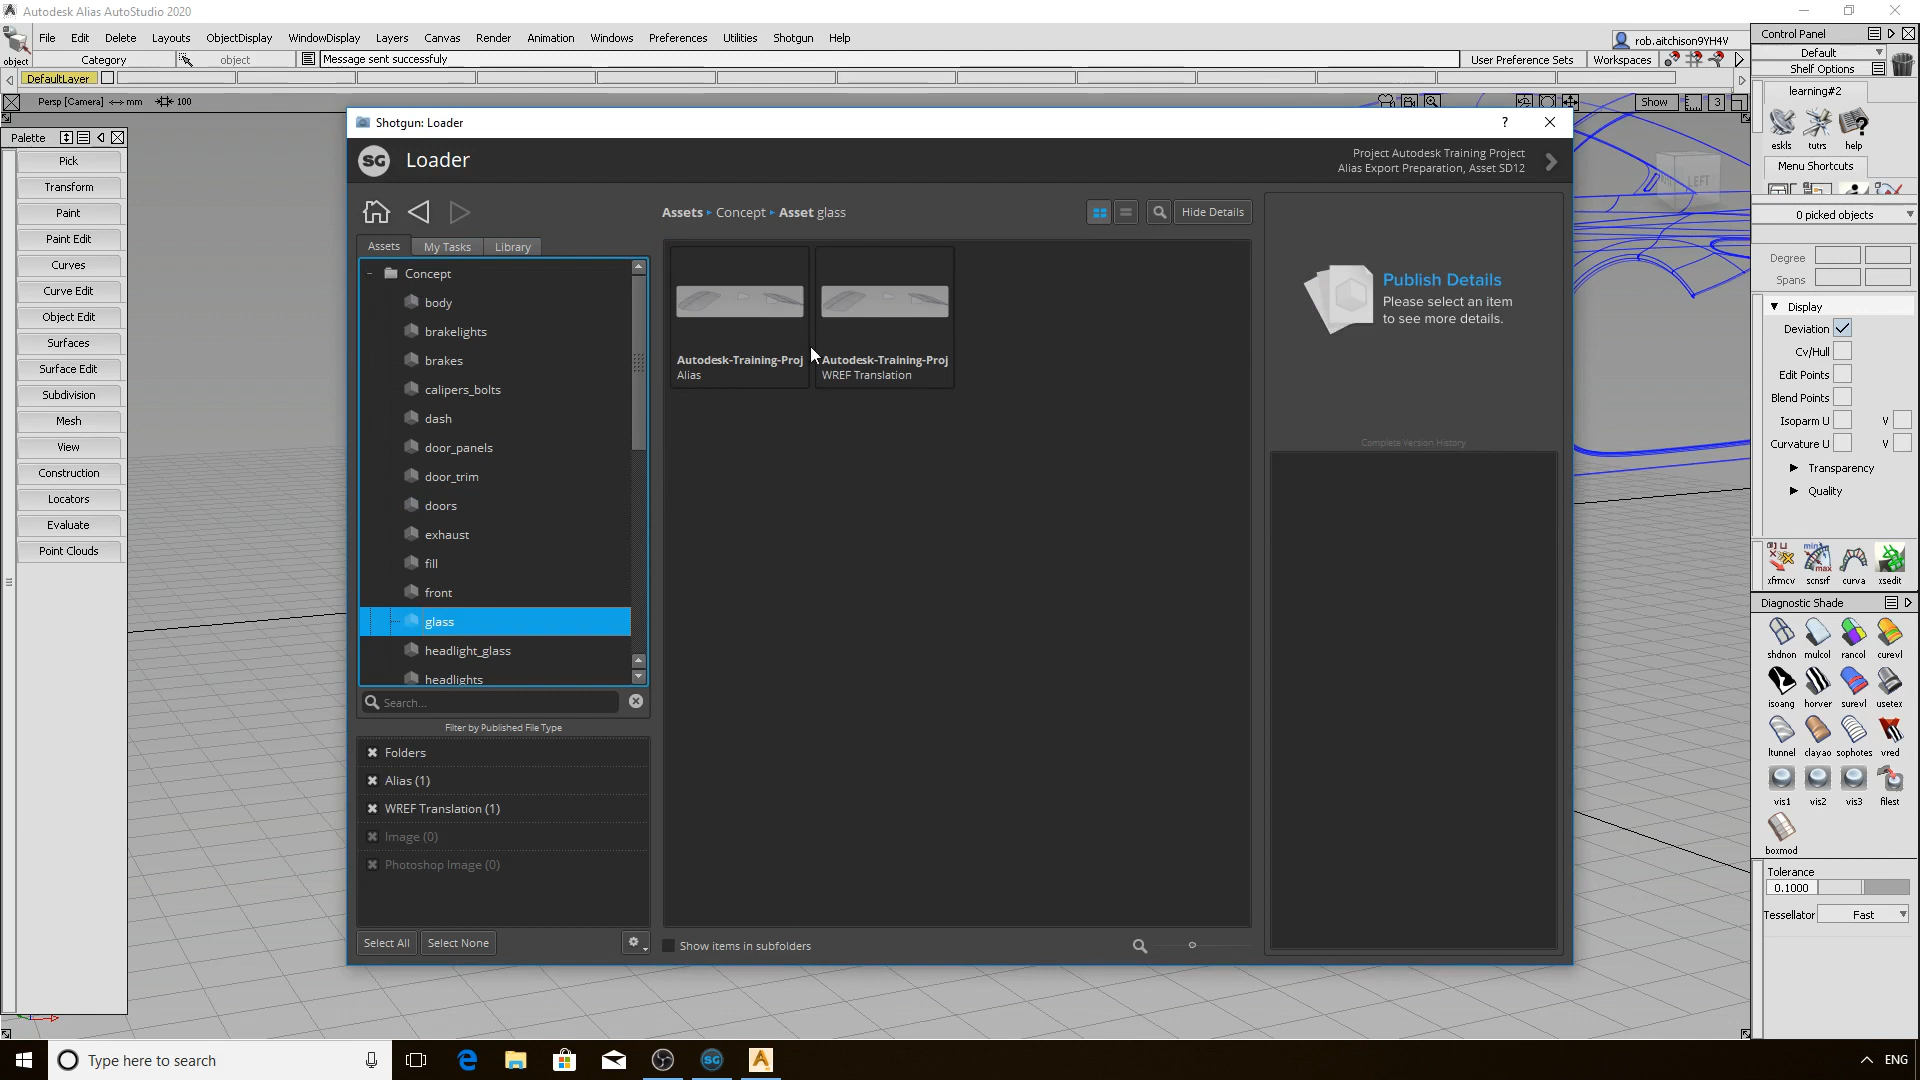 Autodesk Alias AutoStudio 2020
File Edit Delete Layouts ObjectDisplay WindowDisplay Layers Canvas Render Animation Windows Preferences Utilities Shotgun Help
rob.aitchison9YH4V
object Category object Message sent successfuly User Preference Sets Workspaces
DefaultLayer
Persp [Camera] mm 100 Show 3
Palette
Pick
Transform
Paint
Paint Edit
Curves
Curve Edit
Object Edit
Surfaces
Surface Edit
Subdivision
Mesh
View
Construction
Locators
Evaluate
Point Clouds
Shotgun: Loader
?
SG Loader
Project Autodesk Training Project
Alias Export Preparation, Asset SD12
Assets Concept Asset glass
Hide Details
Assets My Tasks Library
Concept
body
brakelights
brakes
calipers_bolts
dash
door_panels
door_trim
doors
exhaust
fill
front
glass
headlight_glass
headlights
Search...
Filter by Published File Type
Folders
Alias (1)
WREF Translation (1)
Image (0)
Photoshop Image (0)
Select All Select None
Autodesk-Training-Proj
Alias
Autodesk-Training-Proj
WREF Translation
Show items in subfolders
Publish Details
Please select an item
to see more details.
Complete Version History
LEFT
Control Panel
Default
Shelf Options
learning#2
eskls tutrs help
Menu Shortcuts
0 picked objects
Degree
Spans
Display
Deviation
Cv/Hull
Edit Points
Blend Points
Isoparm U V
Curvature U V
Transparency
Quality
xfrmcv scnsrf curva xsedit
Diagnostic Shade
shdnon mulcol rancol curevl
isoang horver surevl usetex
ltunnel clayao sophotes vred
vis1 vis2 vis3 filest
boxmod
Tolerance
0.1000
Tessellator Fast
Type here to search
SG
ENG